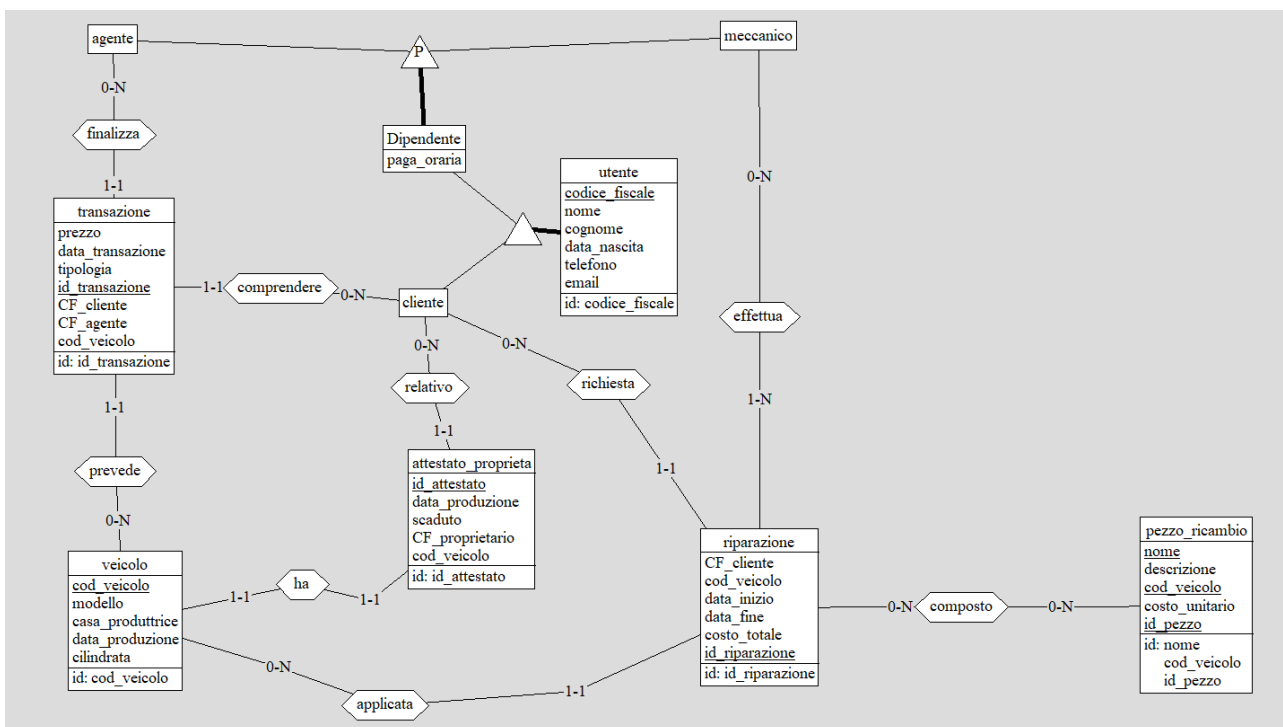 agente
P
meccanico
0-N
finalizza
1-1
Dipendente
paga_oraria
utente
codice_fiscale
nome
cognome
data_nascita
telefono
email
id: codice_fiscale
0-N
transazione
prezzo
data_transazione
tipologia
id_transazione
CF_cliente
CF_agente
cod_veicolo
id: id_transazione
1-1
comprendere
0-N
cliente
effettua
0-N
0-N
relativo
richiesta
1-1
1-N
1-1
prevede
1-1
0-N
attestato_proprieta
id_attestato
data_produzione
scaduto
CF_proprietario
cod_veicolo
id: id_attestato
veicolo
cod_veicolo
modello
casa_produttrice
data_produzione
cilindrata
id: cod_veicolo
1-1
ha
1-1
riparazione
CF_cliente
cod_veicolo
data_inizio
data_fine
costo_totale
id_riparazione
id: id_riparazione
0-N
composto
0-N
pezzo_ricambio
nome
descrizione
cod_veicolo
costo_unitario
id_pezzo
id: nome
cod_veicolo
id_pezzo
0-N
applicata
1-1